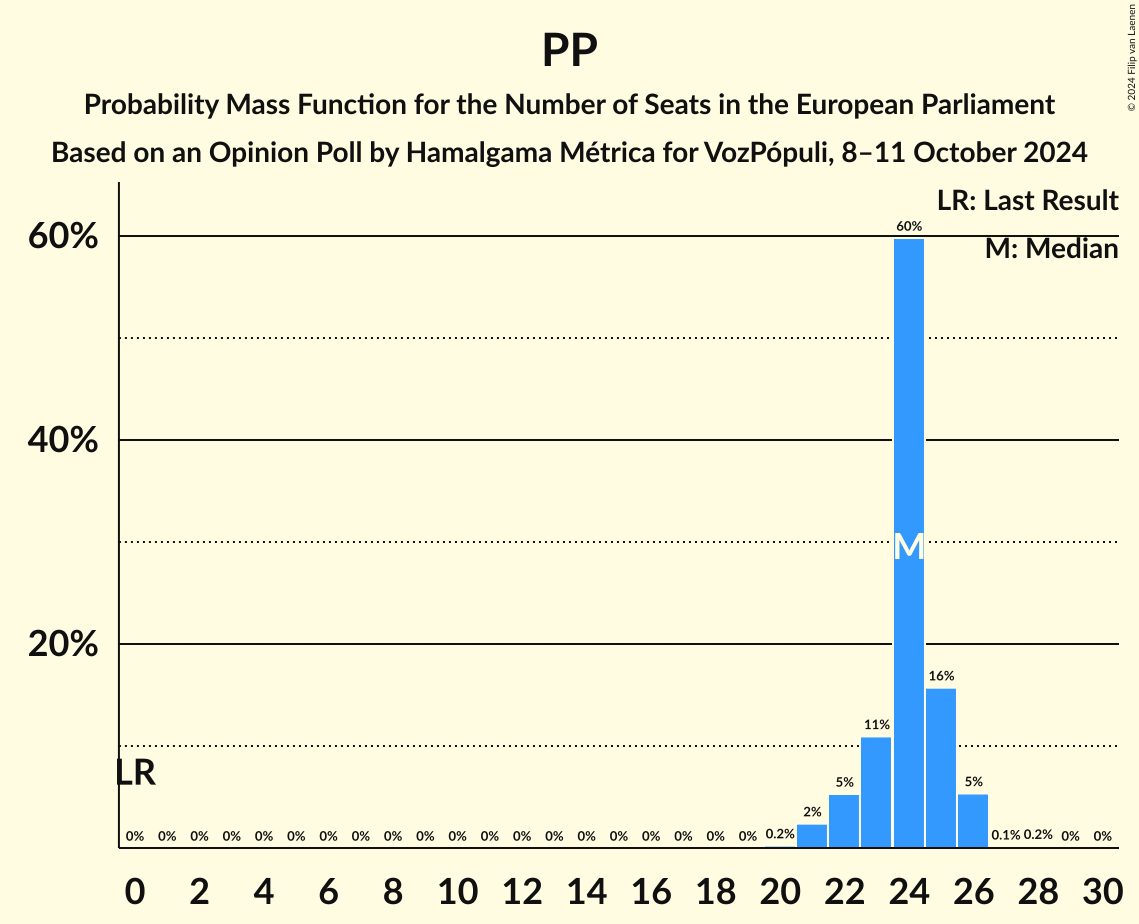 PP
Probability Mass Function for the Number of Seats in the European Parliament
Based on an Opinion Poll by Hamalgama Métrica for VozPópuli, 8–11 October 2024
© 2024 Filip van Laenen
LR: Last Result
M: Median
60%
40%
20%
60%
M
16%
11%
5%
5%
2%
LR
0% 0% 0% 0% 0% 0% 0% 0% 0% 0% 0% 0% 0% 0% 0% 0% 0% 0% 0% 0% 0.2% 0.1% 0.2% 0% 0%
0 2 4 6 8 10 12 14 16 18 20 22 24 26 28 30